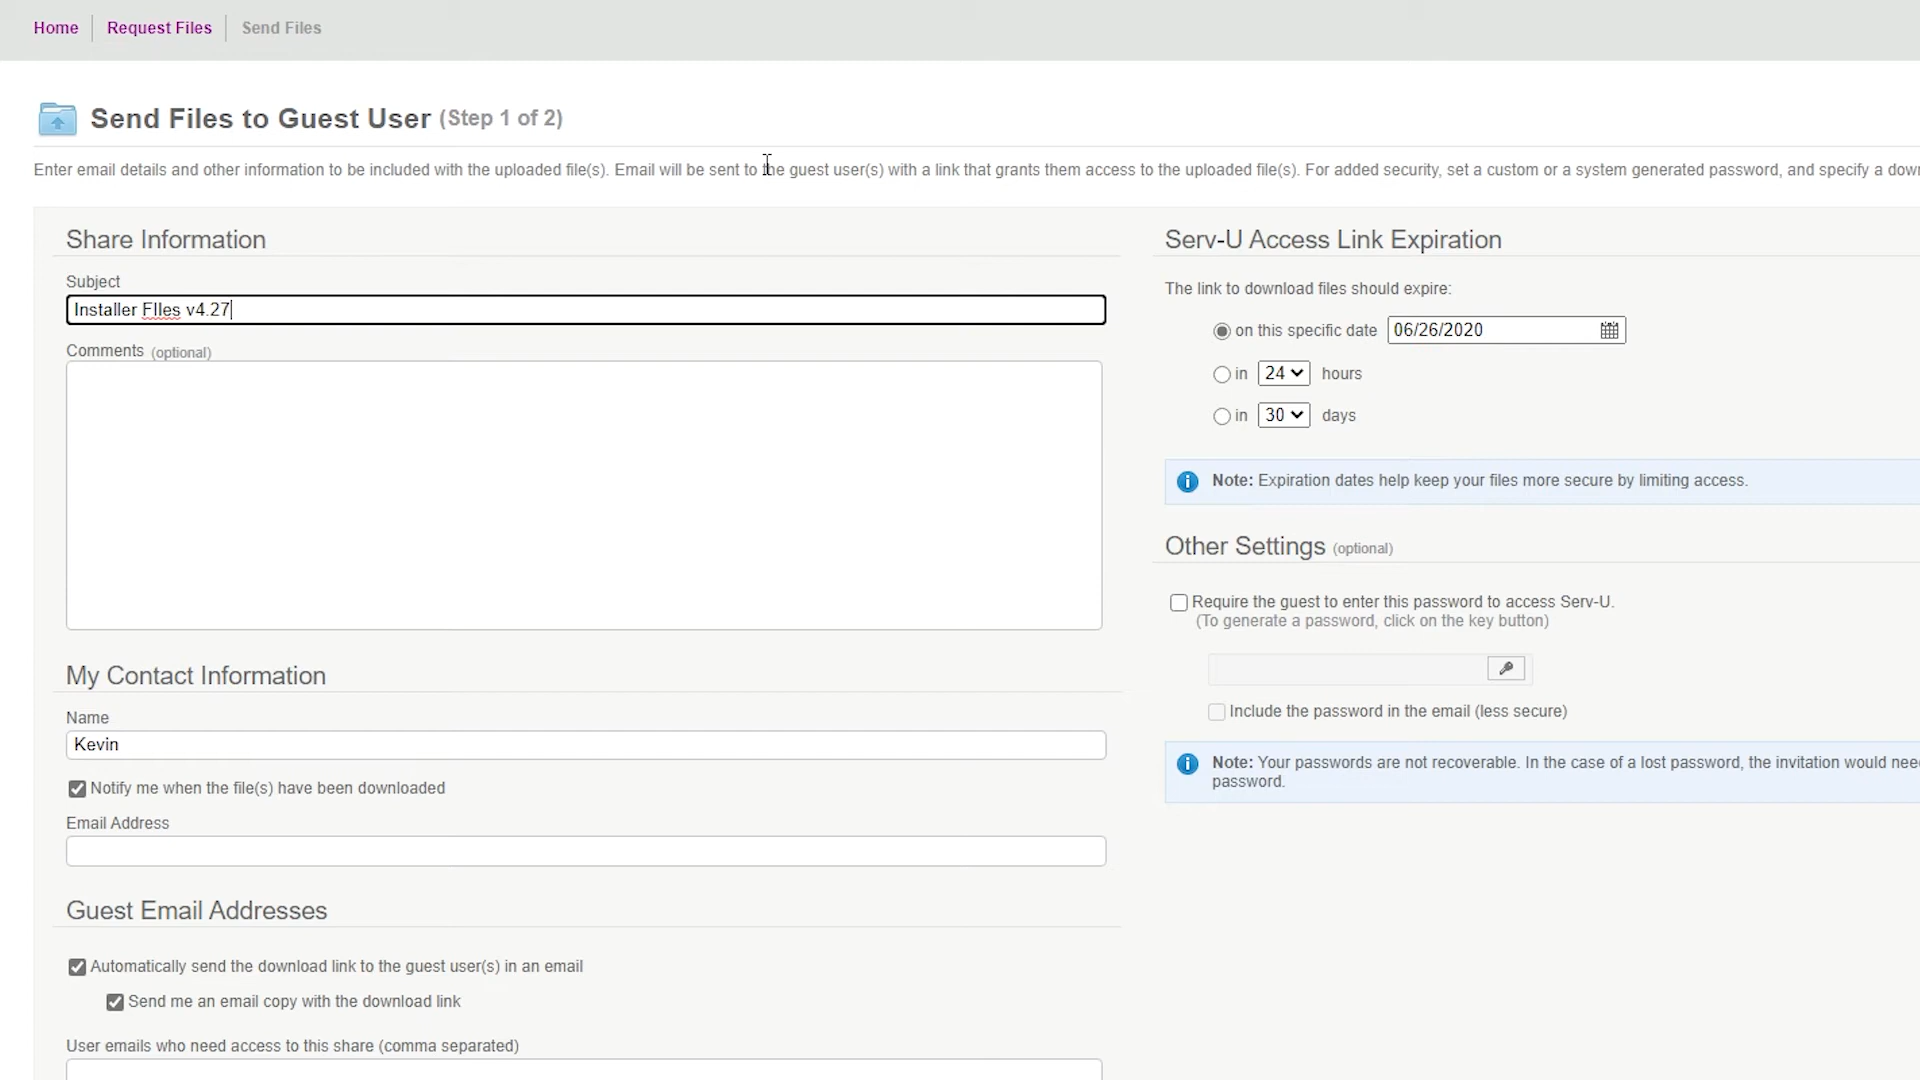 Home Request Files Send Files
Send Files to Guest User (Step 1 of 2)
Enter email details and other information to be included with the uploaded file(s). Email will be sent to the guest user(s) with a link that grants them access to the uploaded file(s). For added security, set a custom or a system generated password, and specify a
Share Information
Subject
Installer FIles v4.27
Comments (optional)
My Contact Information
Name
Kevin
Notify me when the file(s) have been downloaded
Email Address
Guest Email Addresses
Automatically send the download link to the guest user(s) in an email
Send me an email copy with the download link
User emails who need access to this share (comma separated)
Serv-U Access Link Expiration
The link to download files should expire:
on this specific date 06/26/2020
in 24 hours
in 30 days
Note: Expiration dates help keep your files more secure by limiting access.
Other Settings (optional)
Require the guest to enter this password to access Serv-U.
(To generate a password, click on the key button)
Include the password in the email (less secure)
Note: Your passwords are not recoverable. In the case of a lost password, the invitation would
password.